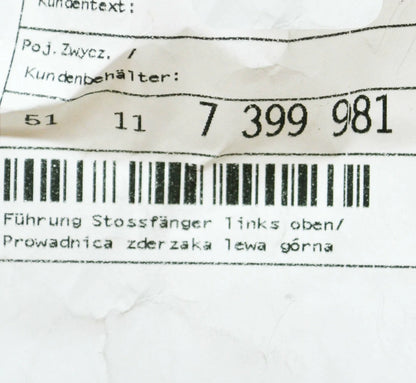 Kundentext:
Poj. Zwycz. /
Kundenbehälter:
51 11 7 399 981
Führung Stossfänger links oben/
Prowadnica zderzaka lewa górna